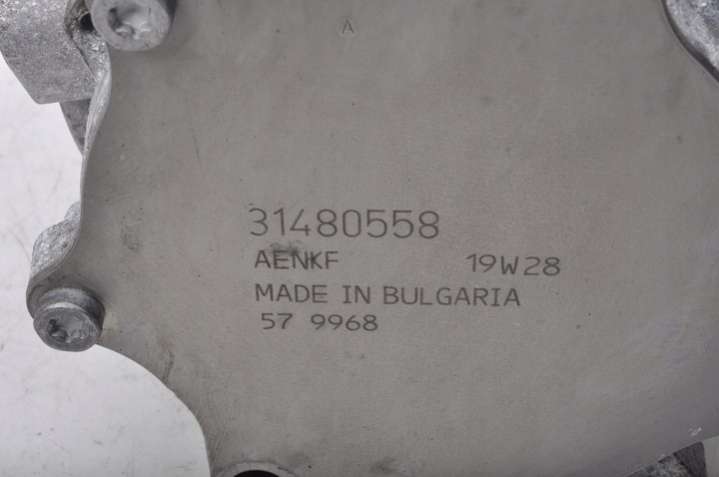 A
31480558
AENKF 19W28
MADE IN BULGARIA
57 9968